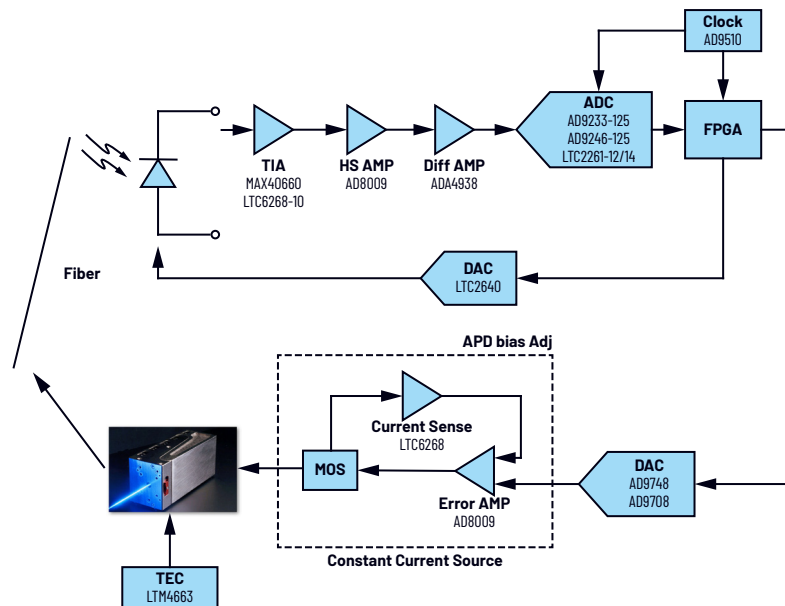 Clock
AD9510
ADC
AD9233-125
AD9246-125
LTC2261-12/14
FPGA
TIA
MAX40660
LTC6268-10
HS AMP
AD8009
Diff AMP
ADA4938
Fiber
DAC
LTC2640
APD bias Adj
Current Sense
LTC6268
MOS
Error AMP
AD8009
DAC
AD9748
AD9708
Constant Current Source
TEC
LTM4663